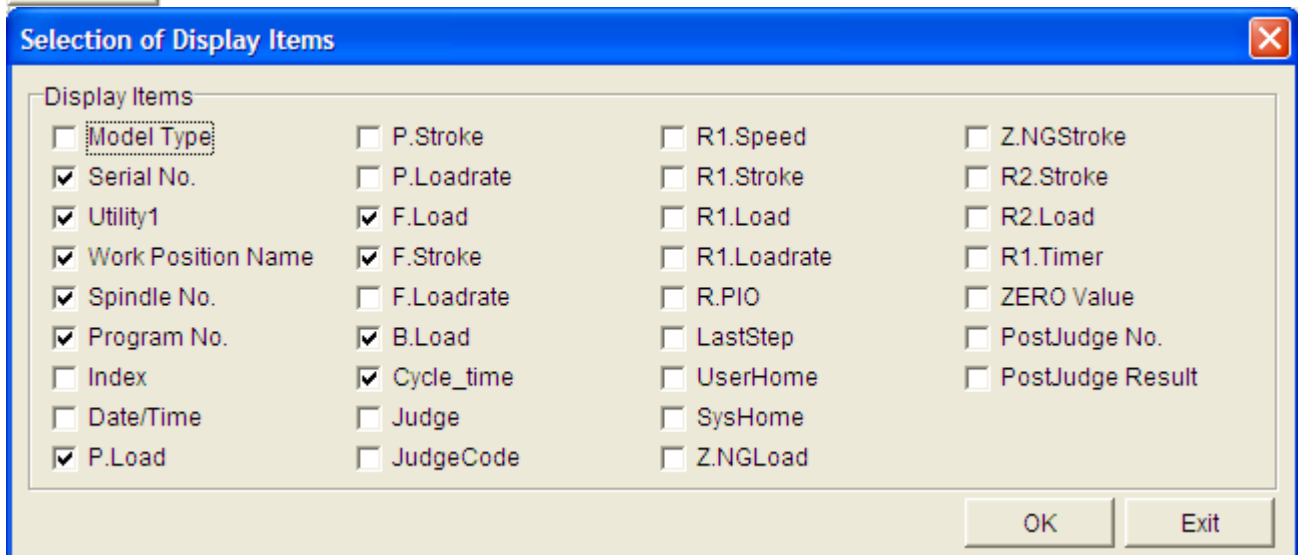 Selection of Display Items
Display Items
Model Type P.Stroke R1.Speed Z.NGStroke
Serial No. P.Loadrate R1.Stroke R2.Stroke
Utility1 F.Load R1.Load R2.Load
Work Position Name F.Stroke R1.Loadrate R1.Timer
Spindle No. F.Loadrate R.PIO ZERO Value
Program No. B.Load LastStep PostJudge No.
Index Cycle_time UserHome PostJudge Result
Date/Time Judge SysHome
P.Load JudgeCode Z.NGLoad
OK Exit